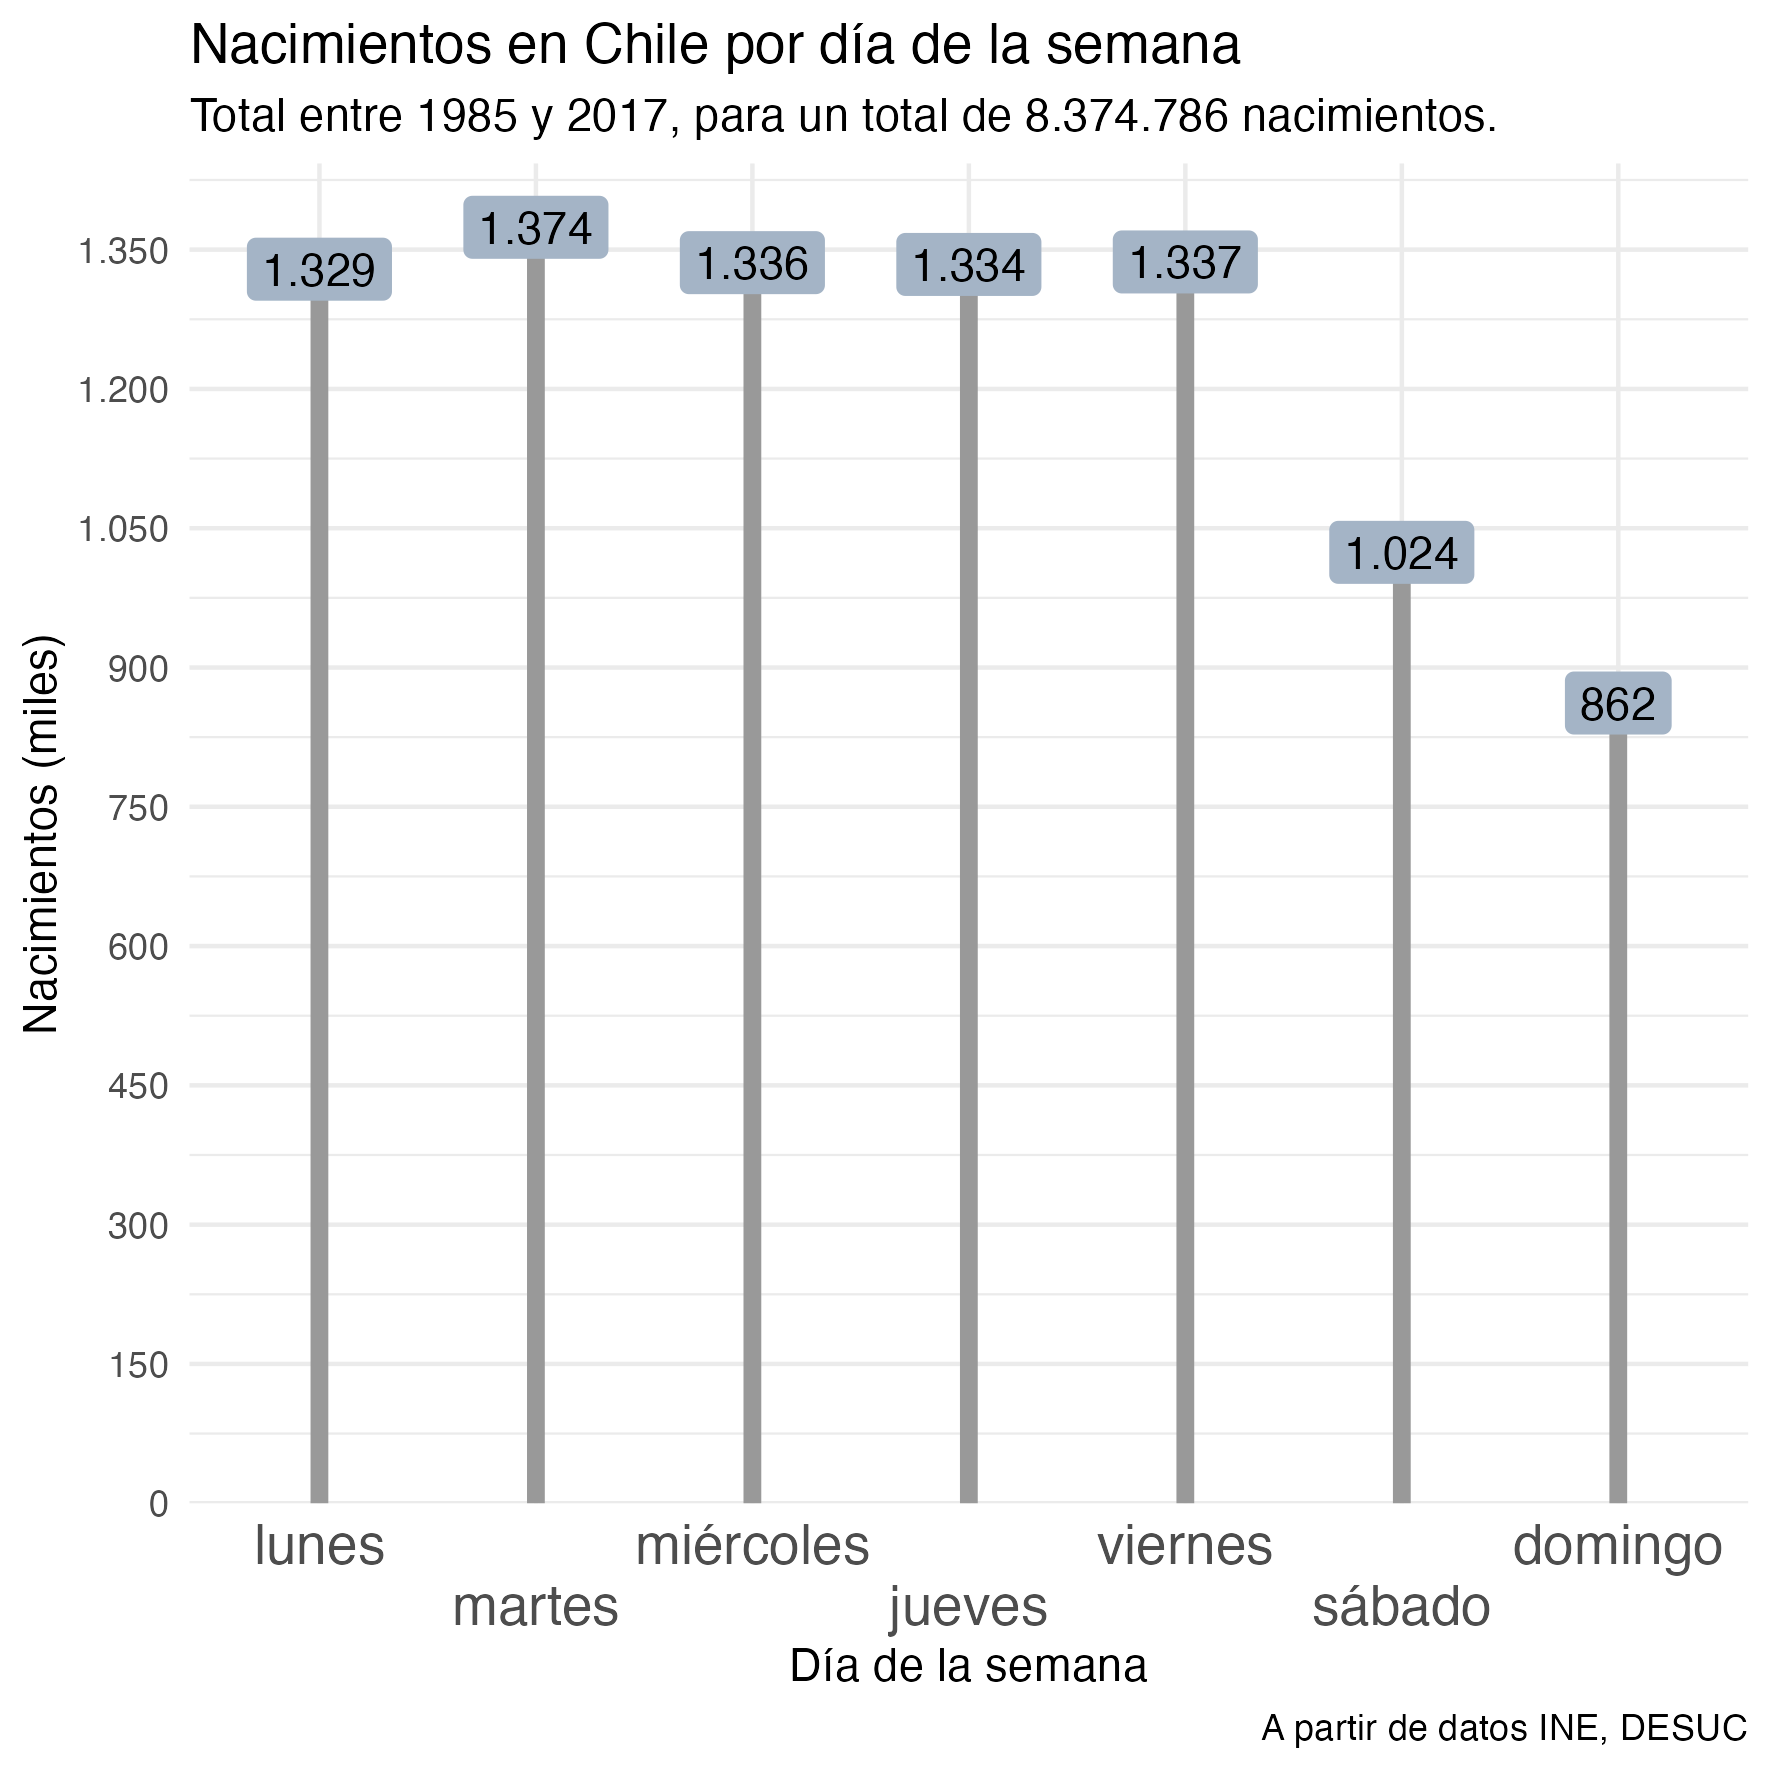 Nacimientos en Chile por día de la semana
Total entre 1985 y 2017, para un total de 8.374.786 nacimientos.
Nacimientos (miles)
1.350
1.200
1.050
900
750
600
450
300
150
0
1.329
1.374
1.336
1.334
1.337
1.024
862
lunes
martes
miércoles
jueves
viernes
sábado
domingo
Día de la semana
A partir de datos INE, DESUC